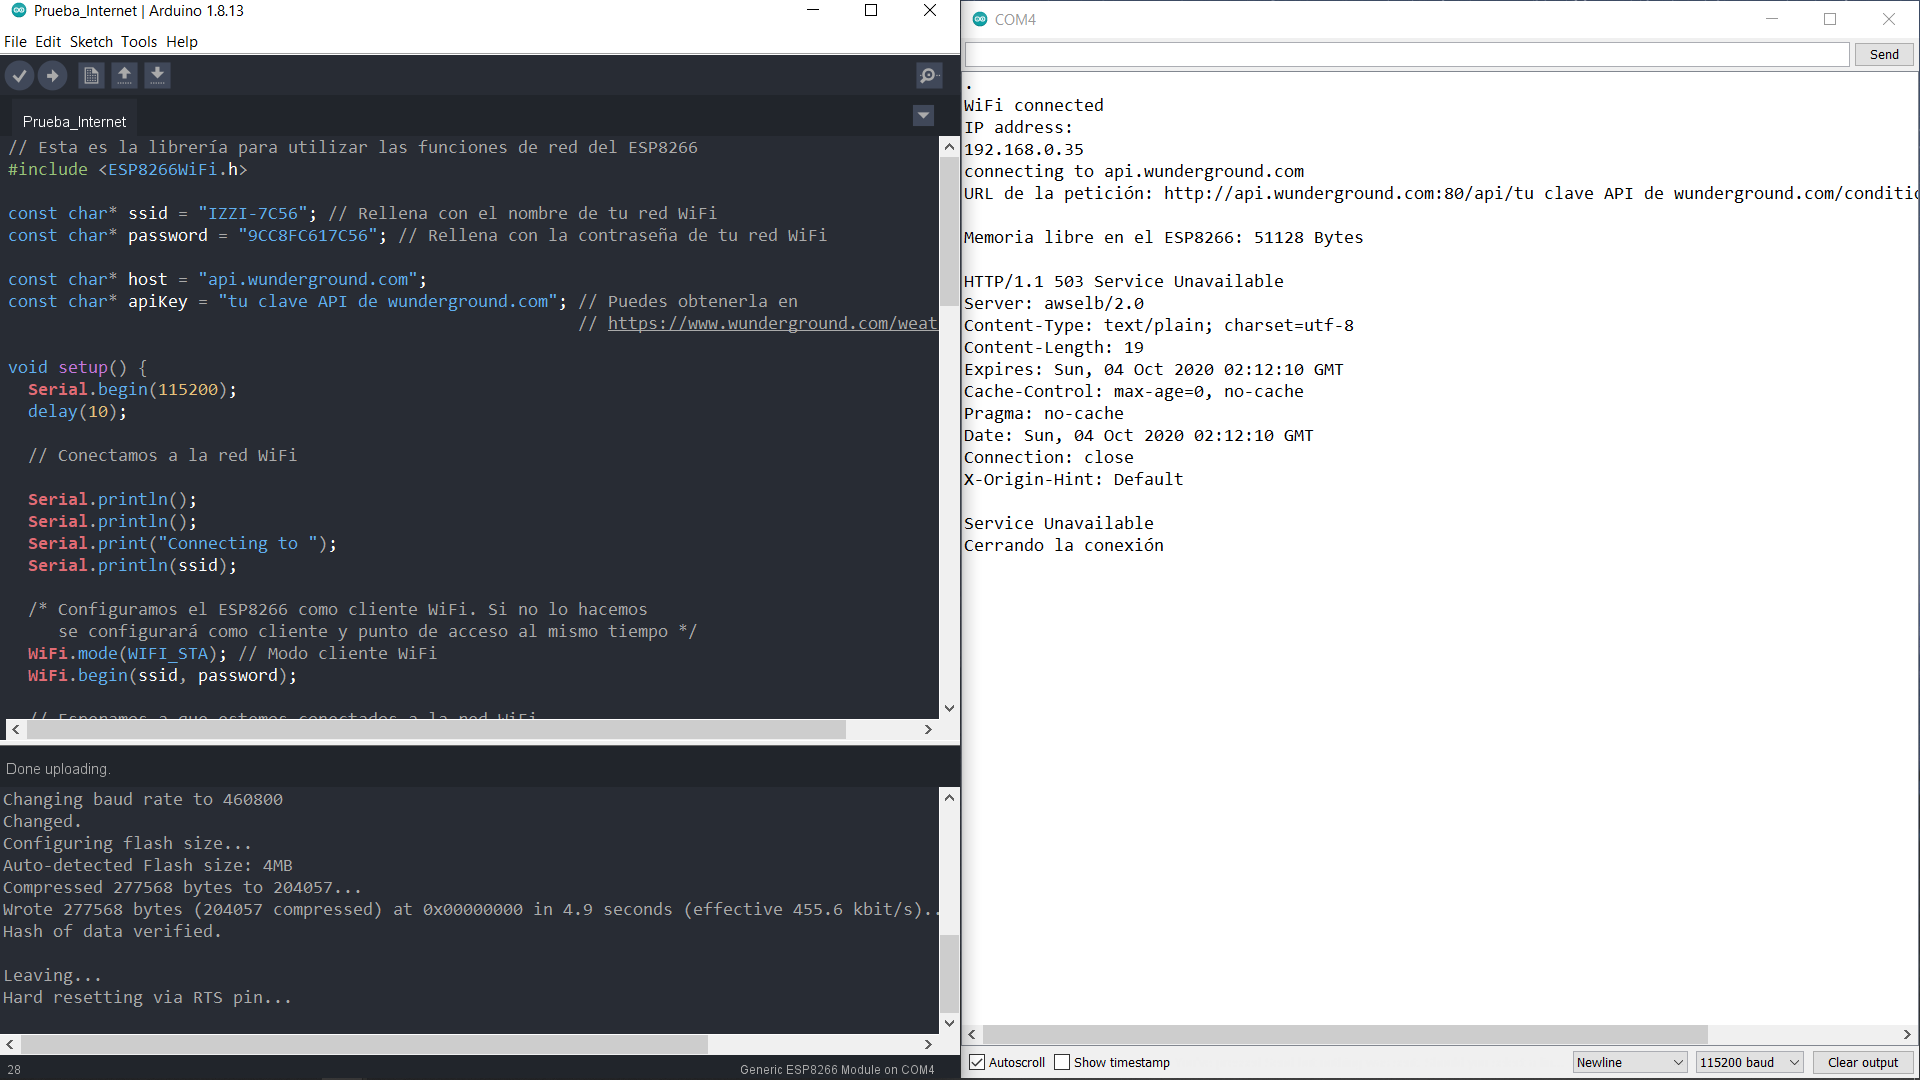 Prueba_Internet | Arduino 1.8.13
File Edit Sketch Tools Help
Prueba_Internet
// Esta es la librería para utilizar las funciones de red del ESP8266
#include <ESP8266WiFi.h>
const char* ssid = "IZZI-7C56"; // Rellena con el nombre de tu red WiFi
const char* password = "9CC8FC617C56"; // Rellena con la contraseña de tu red WiFi
const char* host = "api.wunderground.com";
const char* apiKey = "tu clave API de wunderground.com"; // Puedes obtenerla en
// https://www.wunderground.com/weat
void setup() {
Serial.begin(115200);
delay(10);
// Conectamos a la red WiFi
Serial.println();
Serial.println();
Serial.print("Connecting to ");
Serial.println(ssid);
/* Configuramos el ESP8266 como cliente WiFi. Si no lo hacemos
se configurará como cliente y punto de acceso al mismo tiempo */
WiFi.mode(WIFI_STA); // Modo cliente WiFi
WiFi.begin(ssid, password);
// Esperamos a que estemos conectados a la red WiFi
Done uploading.
Changing baud rate to 460800
Changed.
Configuring flash size...
Auto-detected Flash size: 4MB
Compressed 277568 bytes to 204057...
Wrote 277568 bytes (204057 compressed) at 0x00000000 in 4.9 seconds (effective 455.6 kbit/s)..
Hash of data verified.
Leaving...
Hard resetting via RTS pin...
28
Generic ESP8266 Module on COM4
COM4
Send
.
WiFi connected
IP address:
192.168.0.35
connecting to api.wunderground.com
URL de la petición: http://api.wunderground.com:80/api/tu clave API de wunderground.com/conditi
Memoria libre en el ESP8266: 51128 Bytes
HTTP/1.1 503 Service Unavailable
Server: awselb/2.0
Content-Type: text/plain; charset=utf-8
Content-Length: 19
Expires: Sun, 04 Oct 2020 02:12:10 GMT
Cache-Control: max-age=0, no-cache
Pragma: no-cache
Date: Sun, 04 Oct 2020 02:12:10 GMT
Connection: close
X-Origin-Hint: Default
Service Unavailable
Cerrando la conexión
Autoscroll Show timestamp Newline 115200 baud Clear output